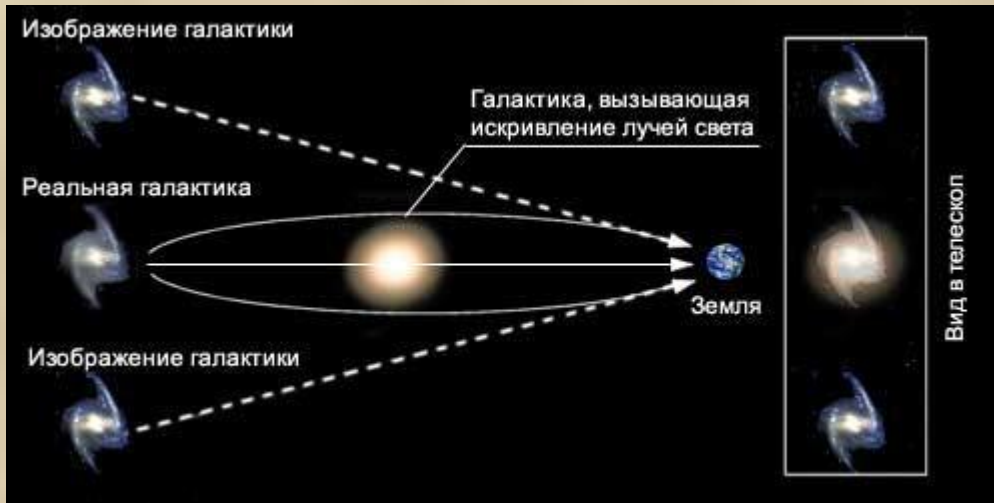 Изображение галактики
Галактика, вызывающая
искривление лучей света
Реальная галактика
Земля
Изображение галактики
Вид в телескоп